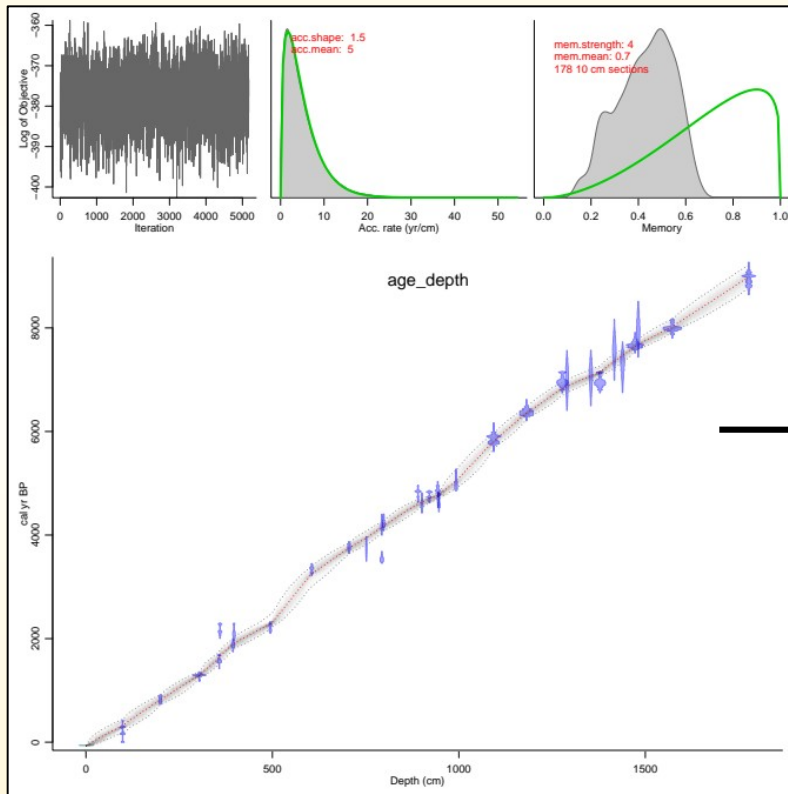 −360
−370
−380
−390
−400
Log of Objective
0 1000 2000 3000 4000 5000
Iteration
acc.shape: 1.5
acc.mean: 5
0 10 20 30 40 50
Acc. rate (yr/cm)
mem.strength: 4
mem.mean: 0.7
178 10 cm sections
0.0 0.2 0.4 0.6 0.8 1.0
Memory
age_depth
8000
6000
4000
2000
0
cal yr BP
0 500 1000 1500
Depth (cm)